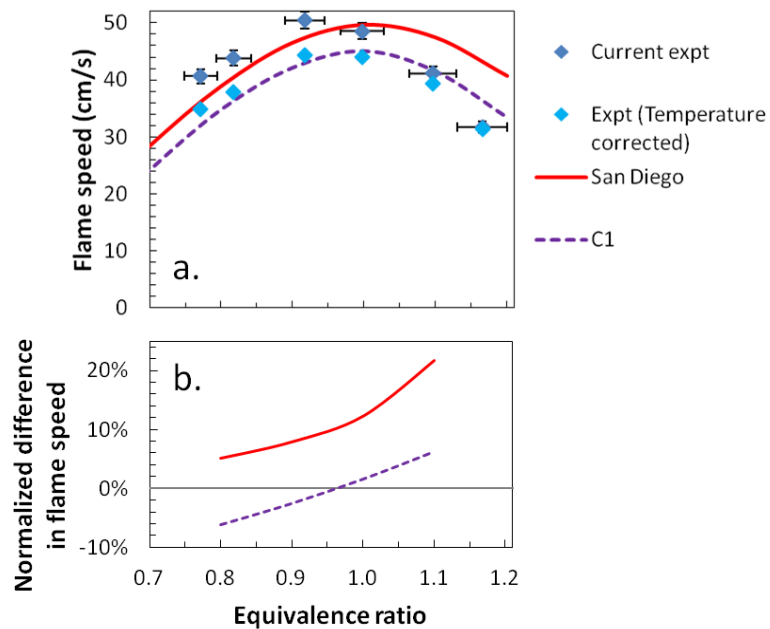 50
40
30
20
10
0
Flame speed (cm/s)
a.
Current expt
Expt (Temperature
corrected)
San Diego
C1
20%
10%
0%
-10%
Normalized difference
in flame speed
b.
0.7 0.8 0.9 1.0 1.1 1.2
Equivalence ratio